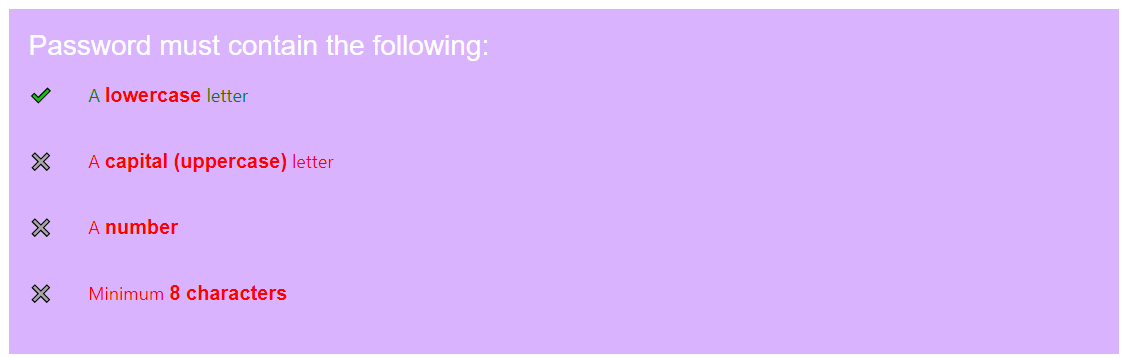 Password must contain the following:
A lowercase letter
A capital (uppercase) letter
A number
Minimum 8 characters